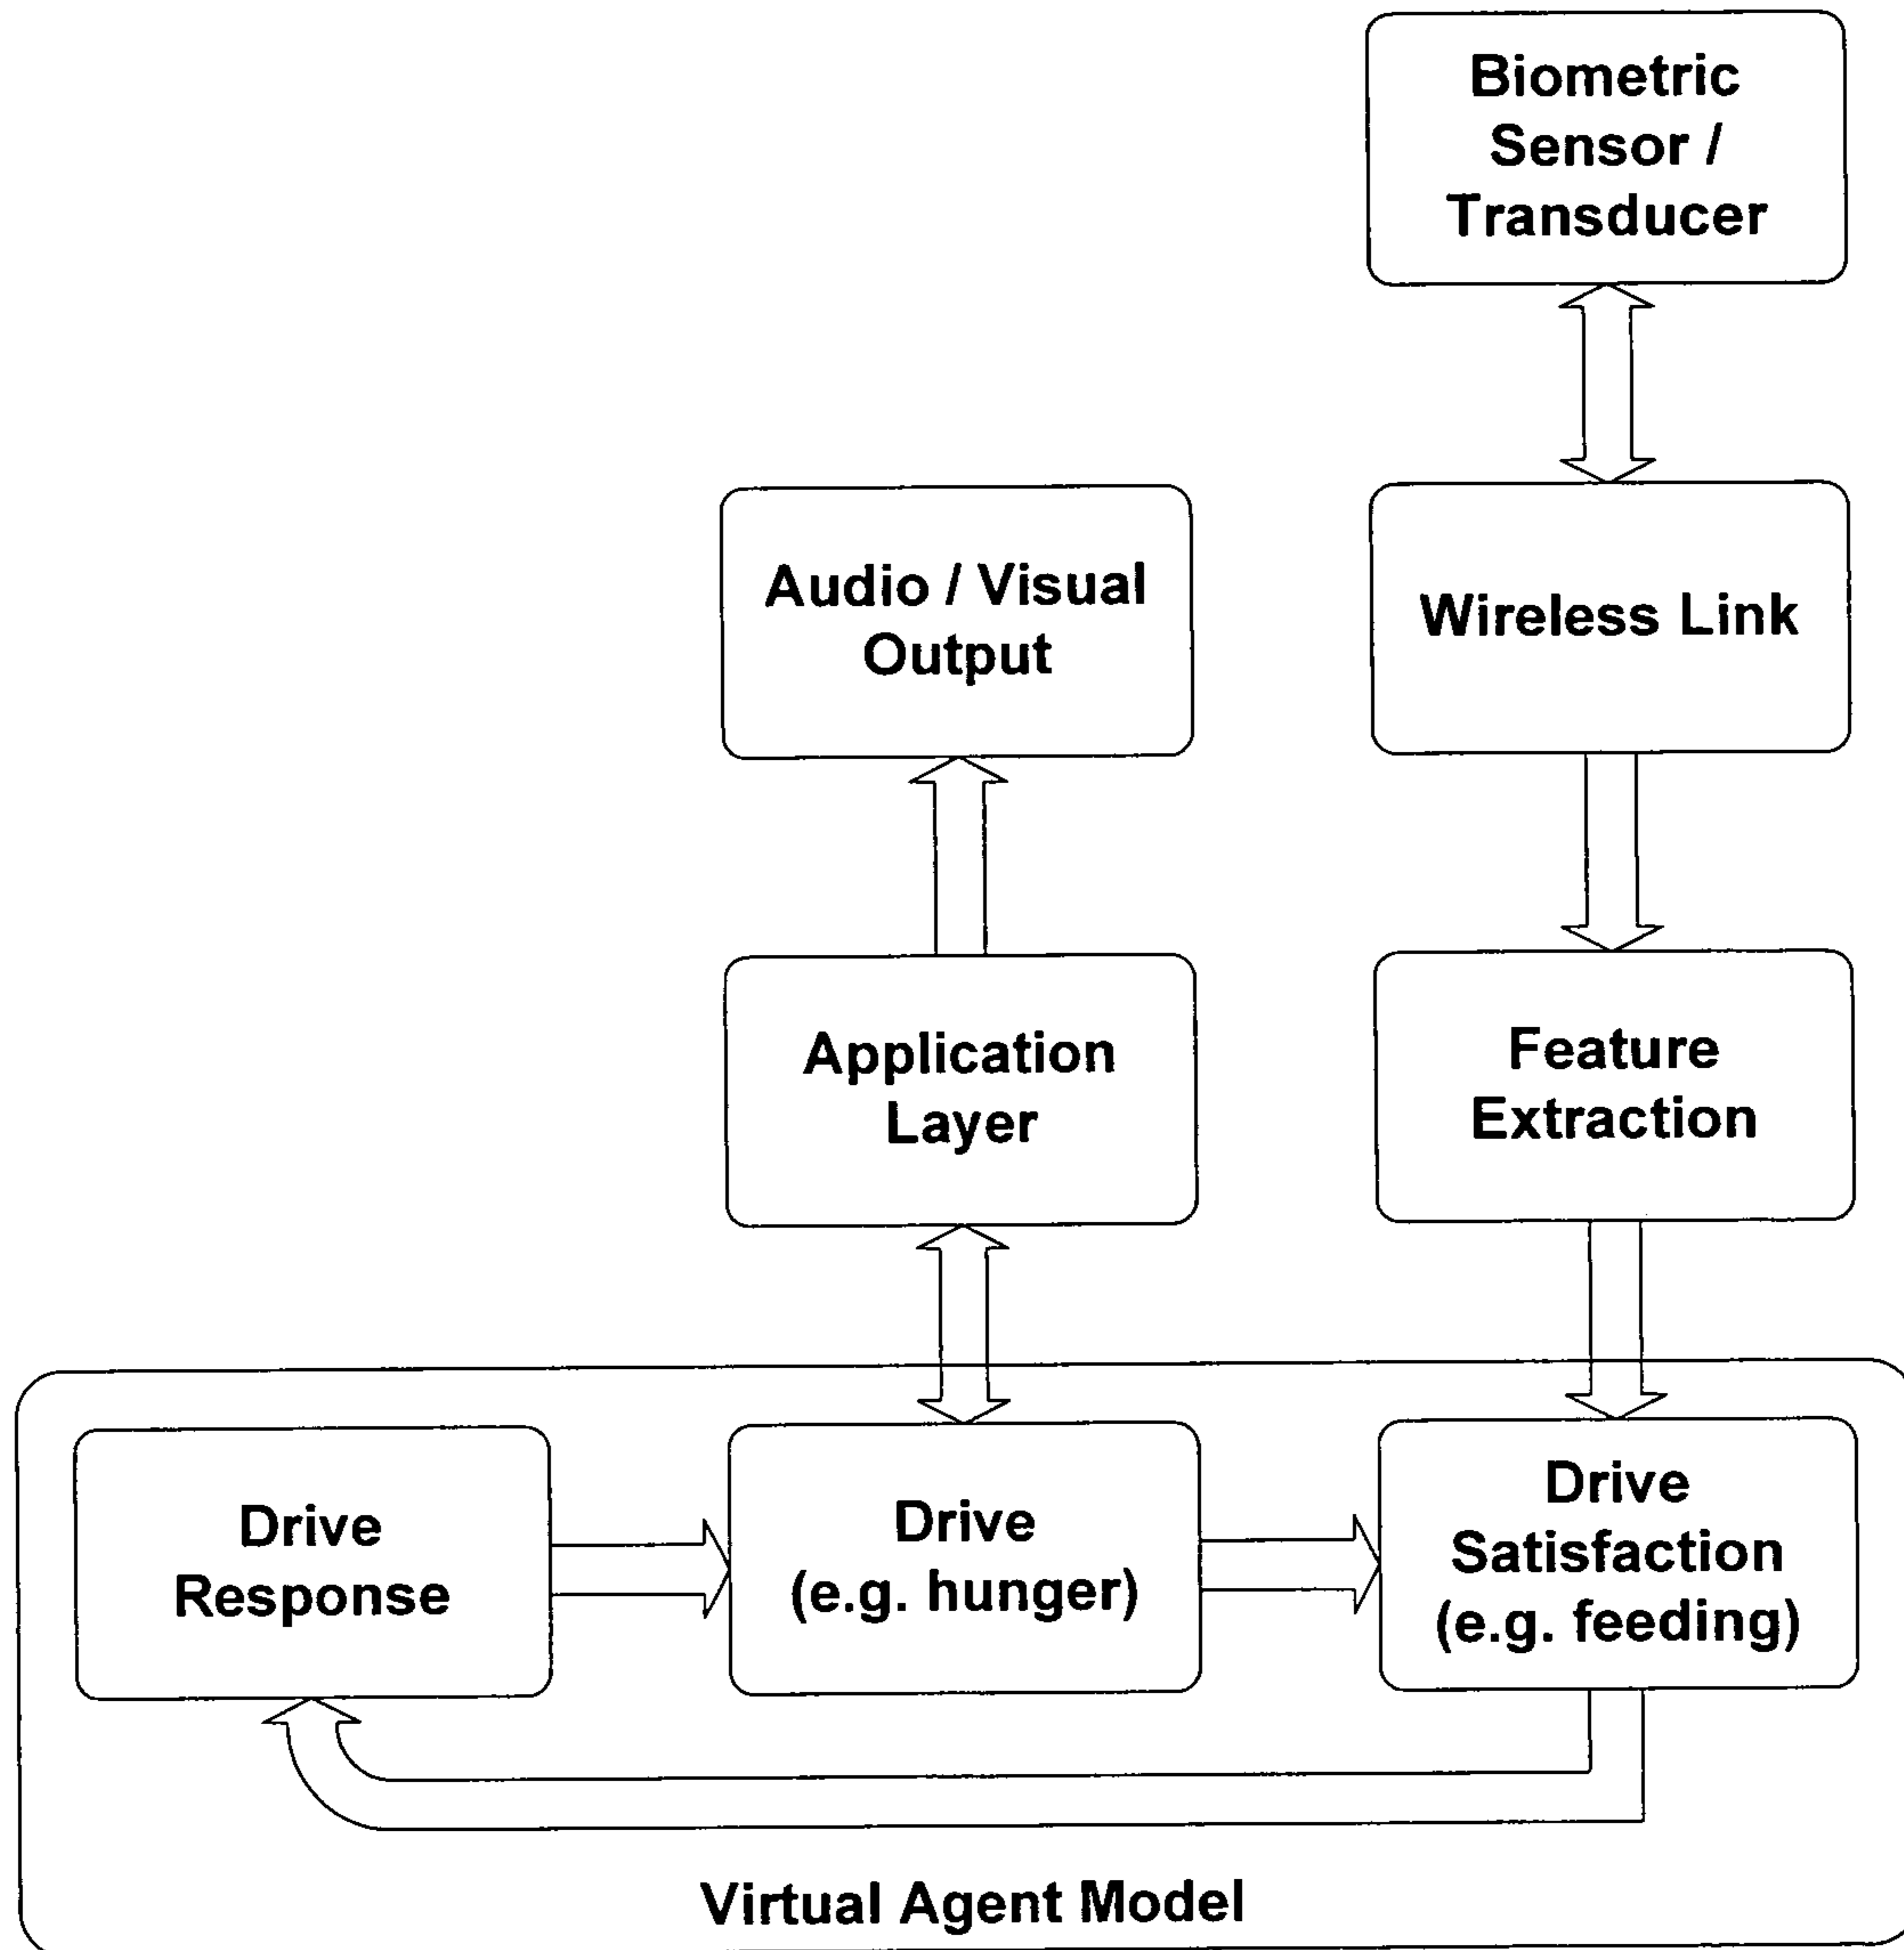 Biometric
Sensor /
Transducer
Audio / Visual
Output
Wireless Link
Application
Layer
Feature
Extraction
Drive
Response
Drive
(e.g. hunger)
Drive
Satisfaction
(e.g. feeding)
Virtual Agent Model